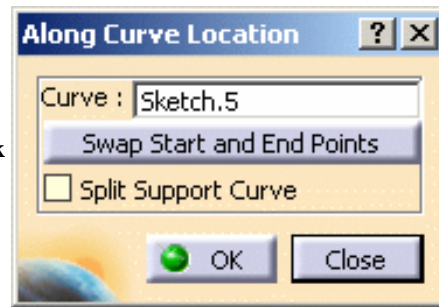 Along Curve Location ? X
Curve : Sketch.5
k
Swap Start and End Points
Split Support Curve
OK Close